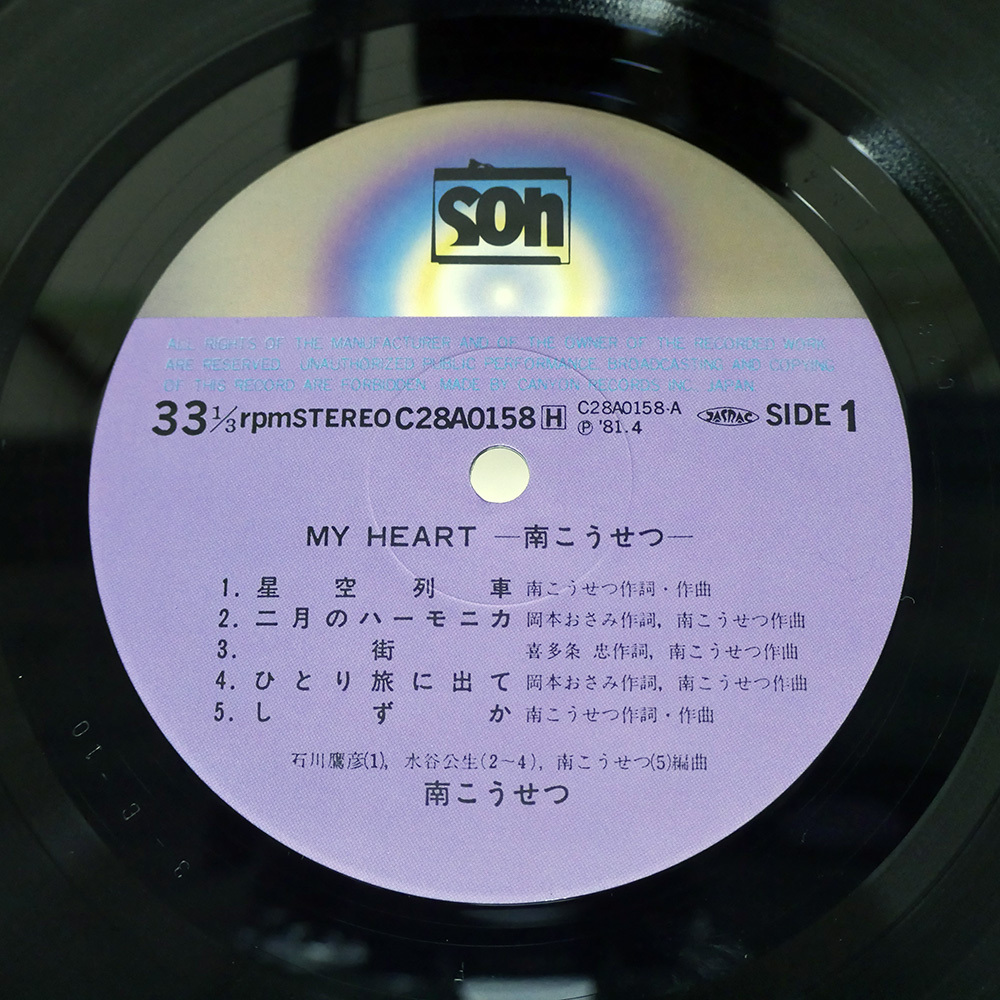 son
ALL RIGHTS OF THE MANUFACTURER AND OF THE OWNER OF THE RECORDED WORK
ARE RESERVED. UNAUTHORIZED PUBLIC PERFORMANCE BROADCASTING AND COPYING
OF THIS RECORD ARE FORBIDDEN. MADE BY CANYON RECORDS INC. JAPAN.
33 1/3 rpm STEREO C28A0158 H C28A0158-A ℗ '81.4 JASRAC SIDE 1
MY HEART —南こうせつ—
1. 星空列車 南こうせつ作詞・作曲
2. 二月のハーモニカ 岡本おさみ作詞, 南こうせつ作曲
3. 街 喜多条 忠作詞, 南こうせつ作曲
4. ひとり旅に出て 岡本おさみ作詞, 南こうせつ作曲
5. しずか 南こうせつ作詞・作曲
石川鷹彦(1), 水谷公生(2〜4), 南こうせつ(5)編曲
南こうせつ